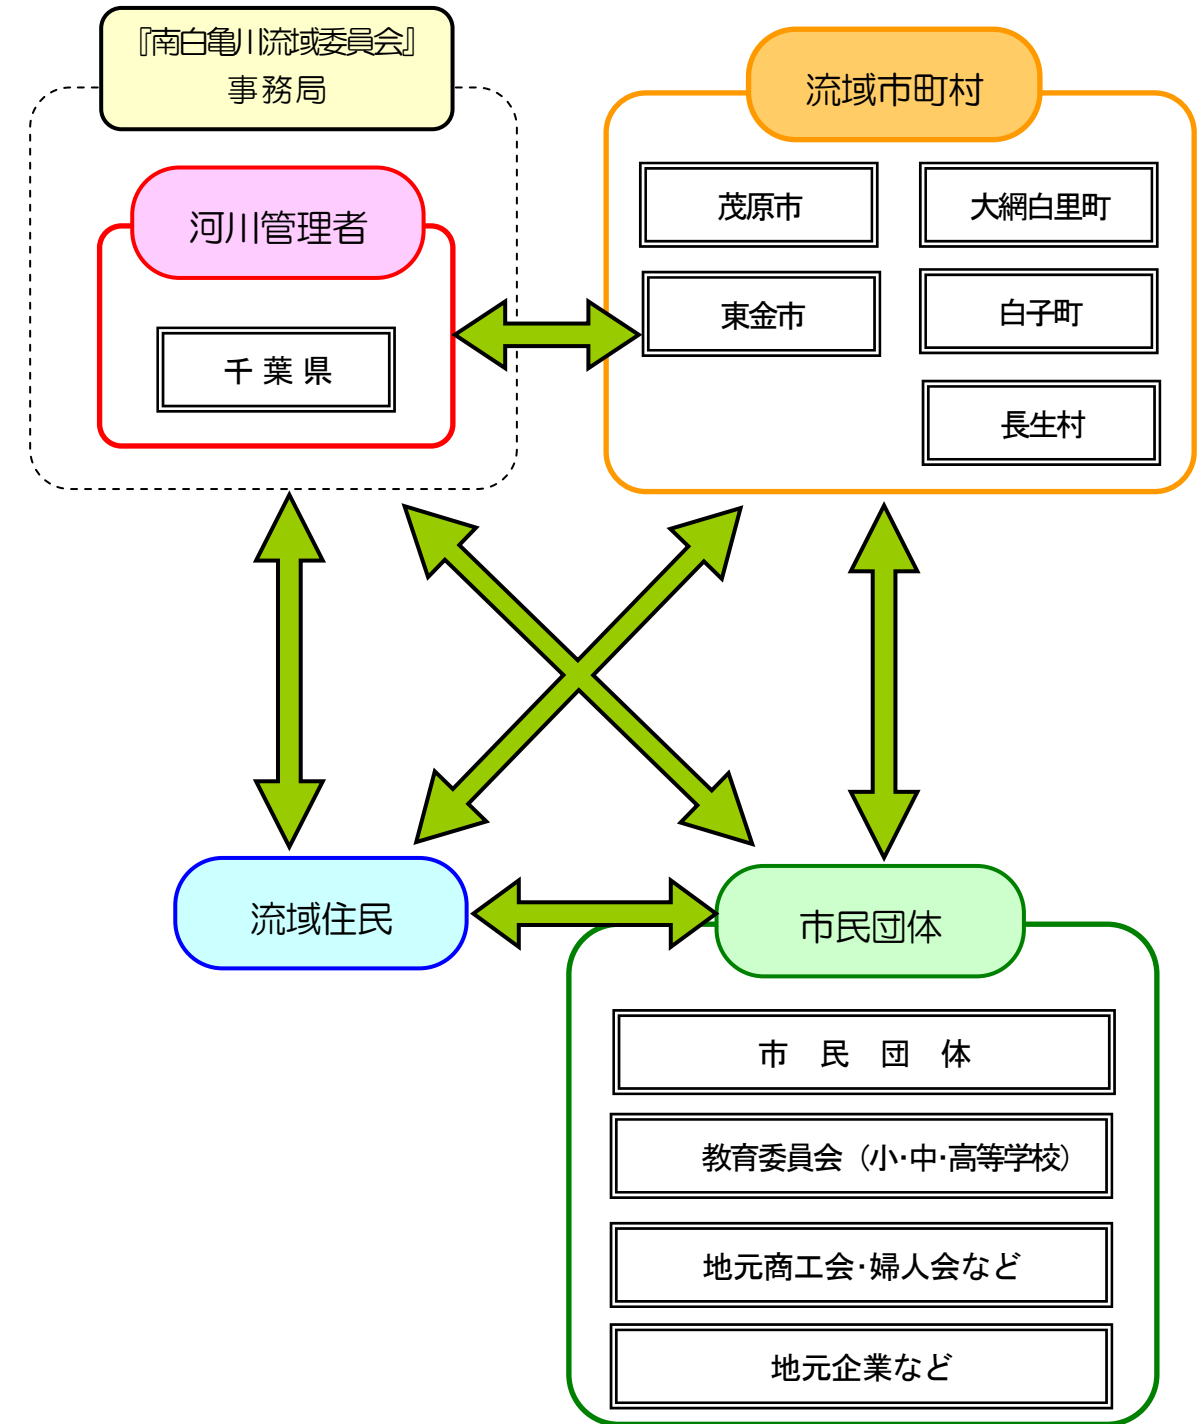 『南白亀川流域委員会』
事務局
流域市町村
河川管理者
茂原市
大網白里町
東金市
白子町
千葉県
長生村
流域住民
市民団体
市民団体
教育委員会（小・中・高等学校）
地元商工会・婦人会など
地元企業など